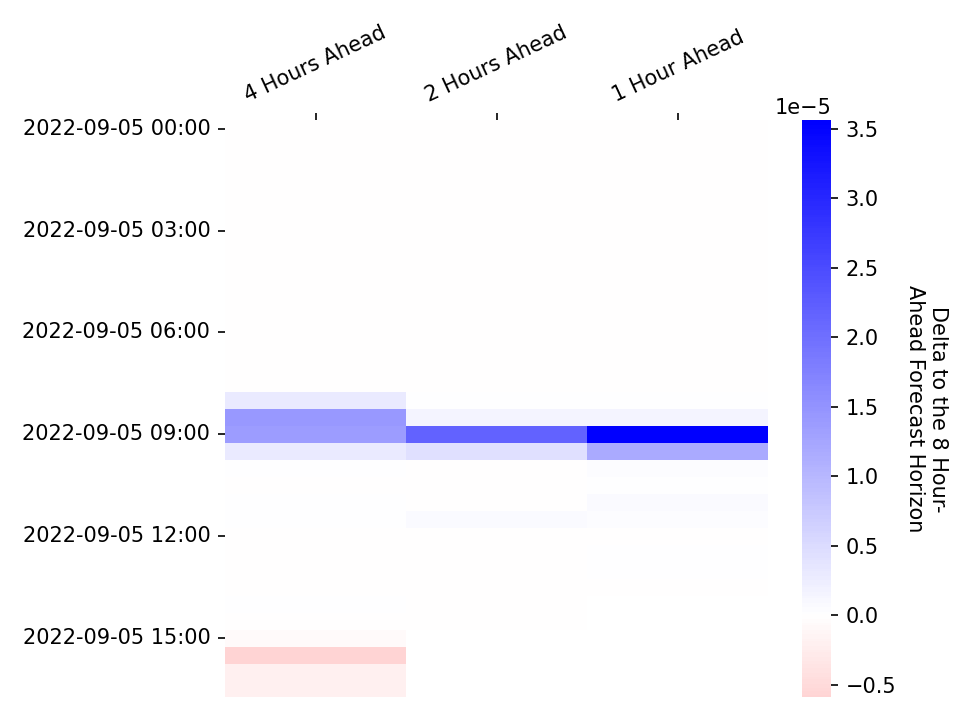 4 Hours Ahead
2 Hours Ahead
1 Hour Ahead
2022-09-05 00:00
2022-09-05 03:00
2022-09-05 06:00
2022-09-05 09:00
2022-09-05 12:00
2022-09-05 15:00
1e−5
3.5
3.0
2.5
2.0
1.5
1.0
0.5
0.0
−0.5
Delta to the 8 Hour-
Ahead Forecast Horizon